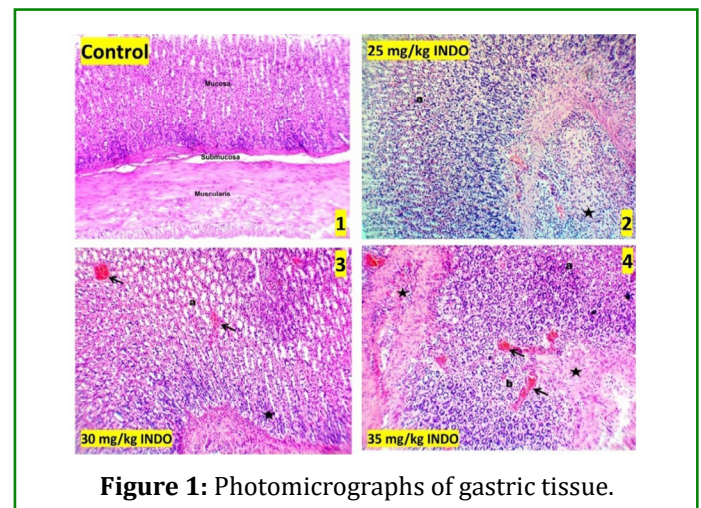 Control
Mucosa
Submucosa
Muscularis
1
25 mg/kg INDO
a
2
3
a
30 mg/kg INDO
4
a
b
35 mg/kg INDO
Figure 1: Photomicrographs of gastric tissue.